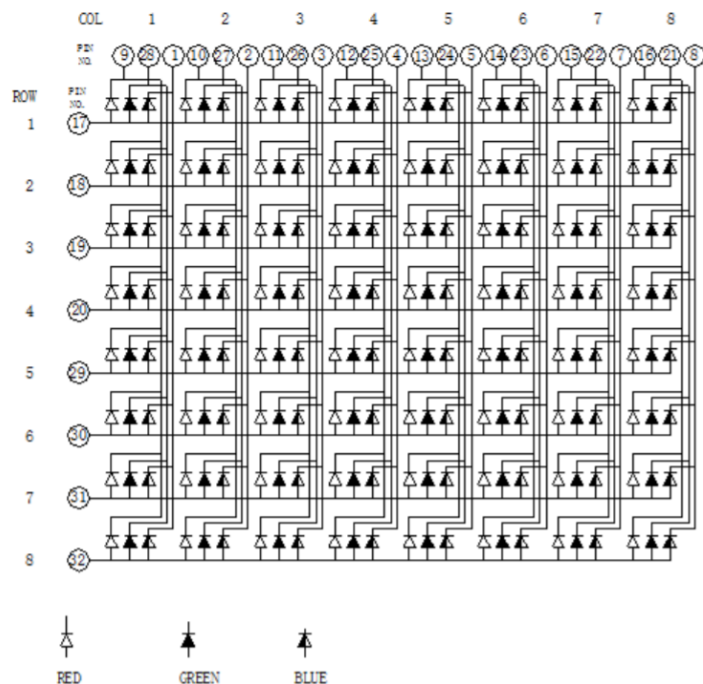 COL 1 2 3 4 5 6 7 8
PIN NO. 9 28 1 10 27 2 11 26 3 12 25 4 13 24 5 14 23 6 15 22 7 16 21 8
ROW PIN NO.
1 17
2 18
3 19
4 20
5 29
6 30
7 31
8 32
RED GREEN BLUE